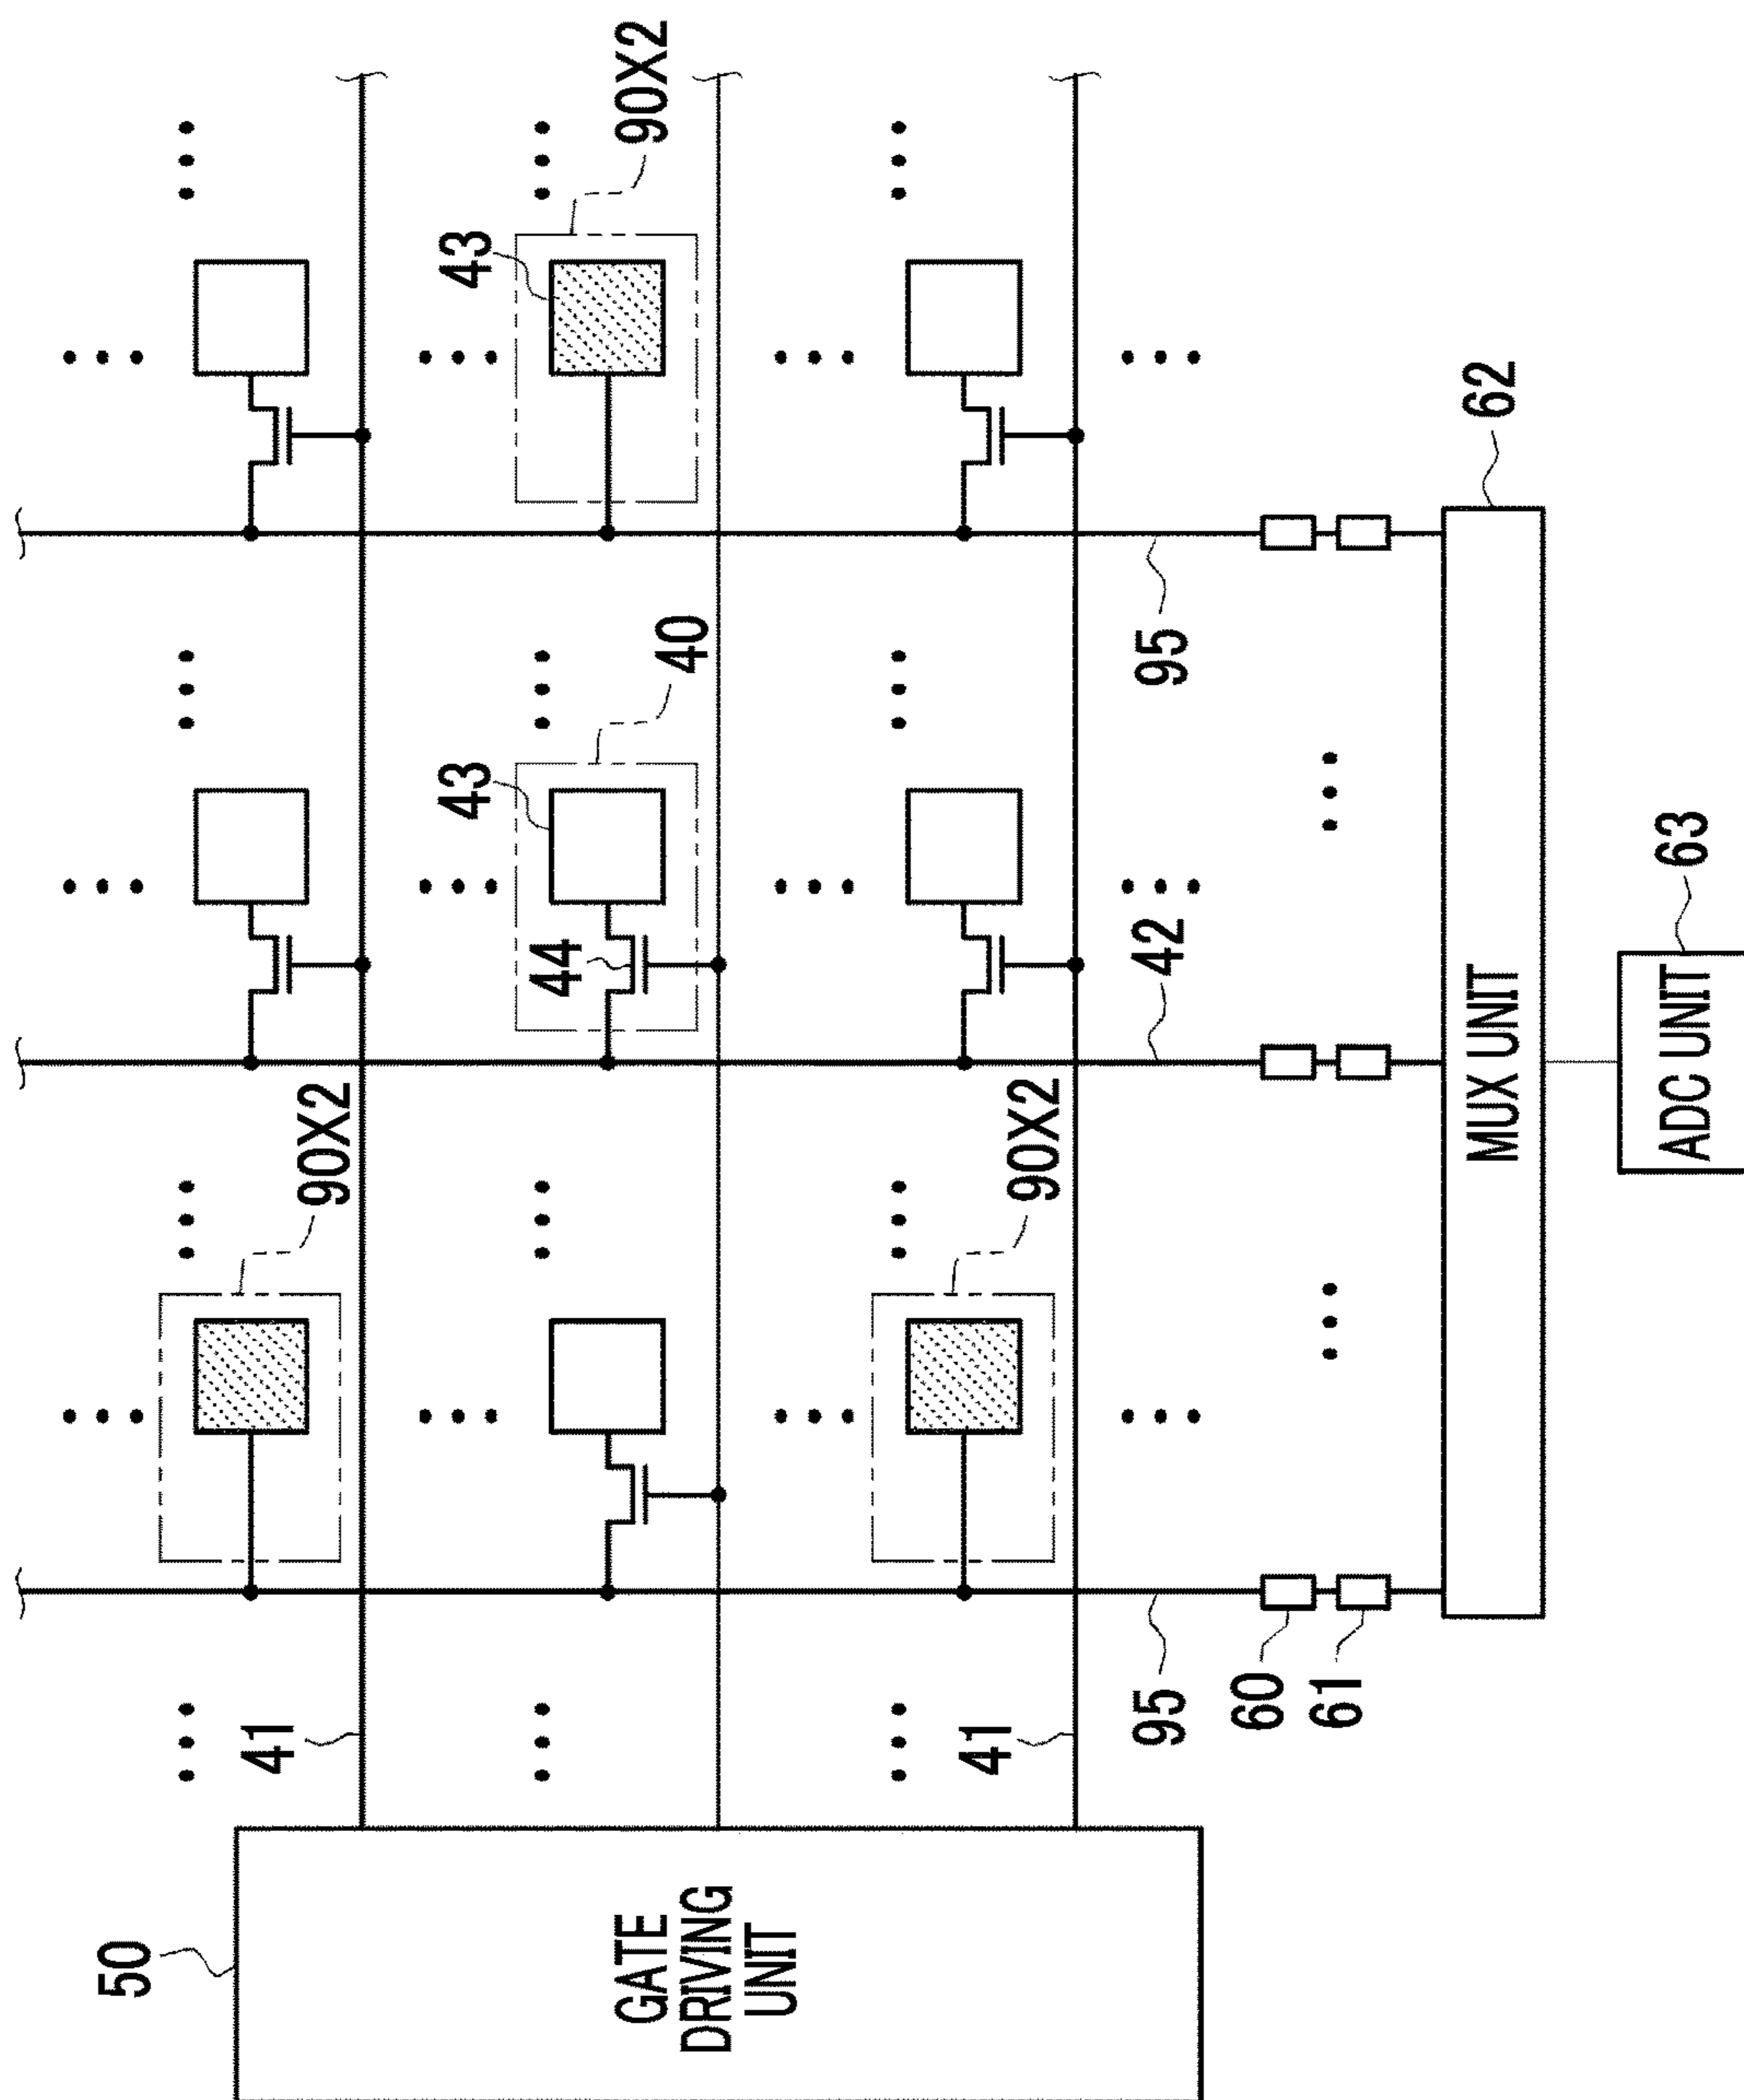 50
41
90X2
43
43
44
90X2
40
GATE
DRIVING
UNIT
41
90X2
95
42
95
60
61
MUX UNIT
62
ADC UNIT
63